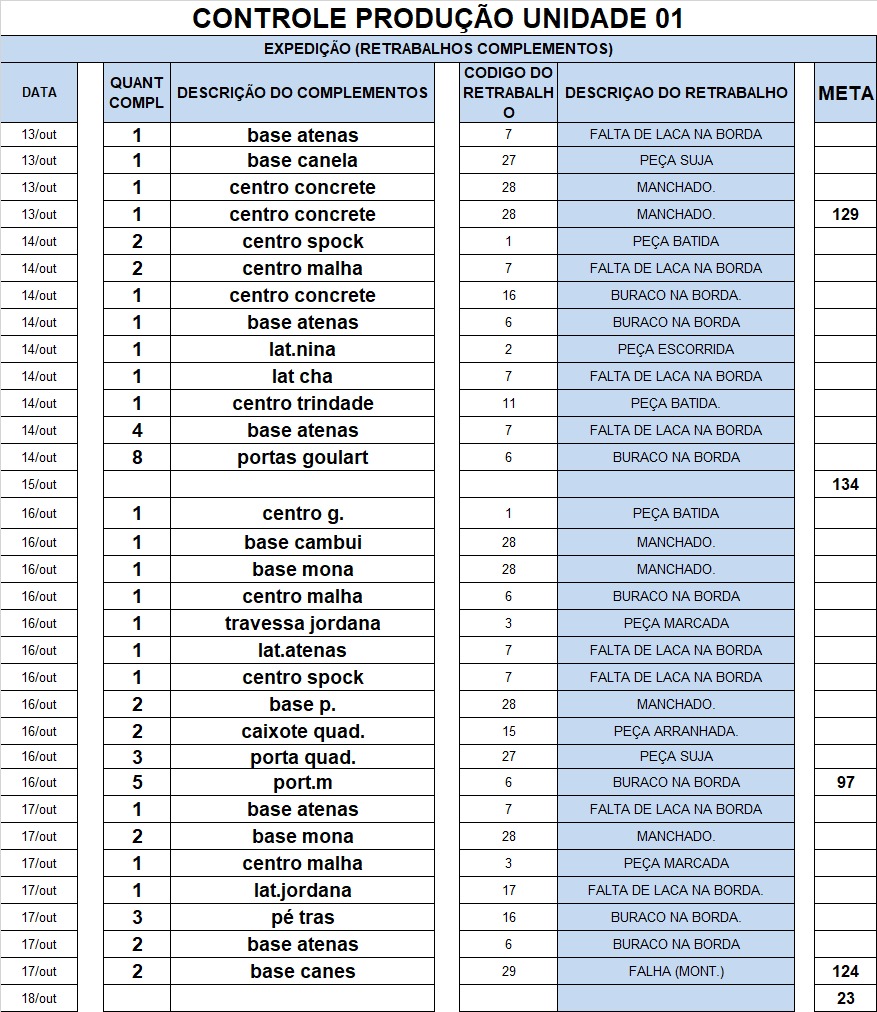 CONTROLE PRODUÇÃO UNIDADE 01
EXPEDIÇÃO (RETRABALHOS COMPLEMENTOS)
DATA QUANT COMPL DESCRIÇÃO DO COMPLEMENTOS CODIGO DO RETRABALHO DESCRIÇAO DO RETRABALHO META
13/out 1 base atenas 7 FALTA DE LACA NA BORDA
13/out 1 base canela 27 PEÇA SUJA
13/out 1 centro concrete 28 MANCHADO.
13/out 1 centro concrete 28 MANCHADO. 129
14/out 2 centro spock 1 PEÇA BATIDA
14/out 2 centro malha 7 FALTA DE LACA NA BORDA
14/out 1 centro concrete 16 BURACO NA BORDA.
14/out 1 base atenas 6 BURACO NA BORDA
14/out 1 lat.nina 2 PEÇA ESCORRIDA
14/out 1 lat cha 7 FALTA DE LACA NA BORDA
14/out 1 centro trindade 11 PEÇA BATIDA.
14/out 4 base atenas 7 FALTA DE LACA NA BORDA
14/out 8 portas goulart 6 BURACO NA BORDA
15/out 134
16/out 1 centro g. 1 PEÇA BATIDA
16/out 1 base cambui 28 MANCHADO.
16/out 1 base mona 28 MANCHADO.
16/out 1 centro malha 6 BURACO NA BORDA
16/out 1 travessa jordana 3 PEÇA MARCADA
16/out 1 lat.atenas 7 FALTA DE LACA NA BORDA
16/out 1 centro spock 7 FALTA DE LACA NA BORDA
16/out 2 base p. 28 MANCHADO.
16/out 2 caixote quad. 15 PEÇA ARRANHADA.
16/out 3 porta quad. 27 PEÇA SUJA
16/out 5 port.m 6 BURACO NA BORDA 97
17/out 1 base atenas 7 FALTA DE LACA NA BORDA
17/out 2 base mona 28 MANCHADO.
17/out 1 centro malha 3 PEÇA MARCADA
17/out 1 lat.jordana 17 FALTA DE LACA NA BORDA.
17/out 3 pé tras 16 BURACO NA BORDA.
17/out 2 base atenas 6 BURACO NA BORDA
17/out 2 base canes 29 FALHA (MONT.) 124
18/out 23